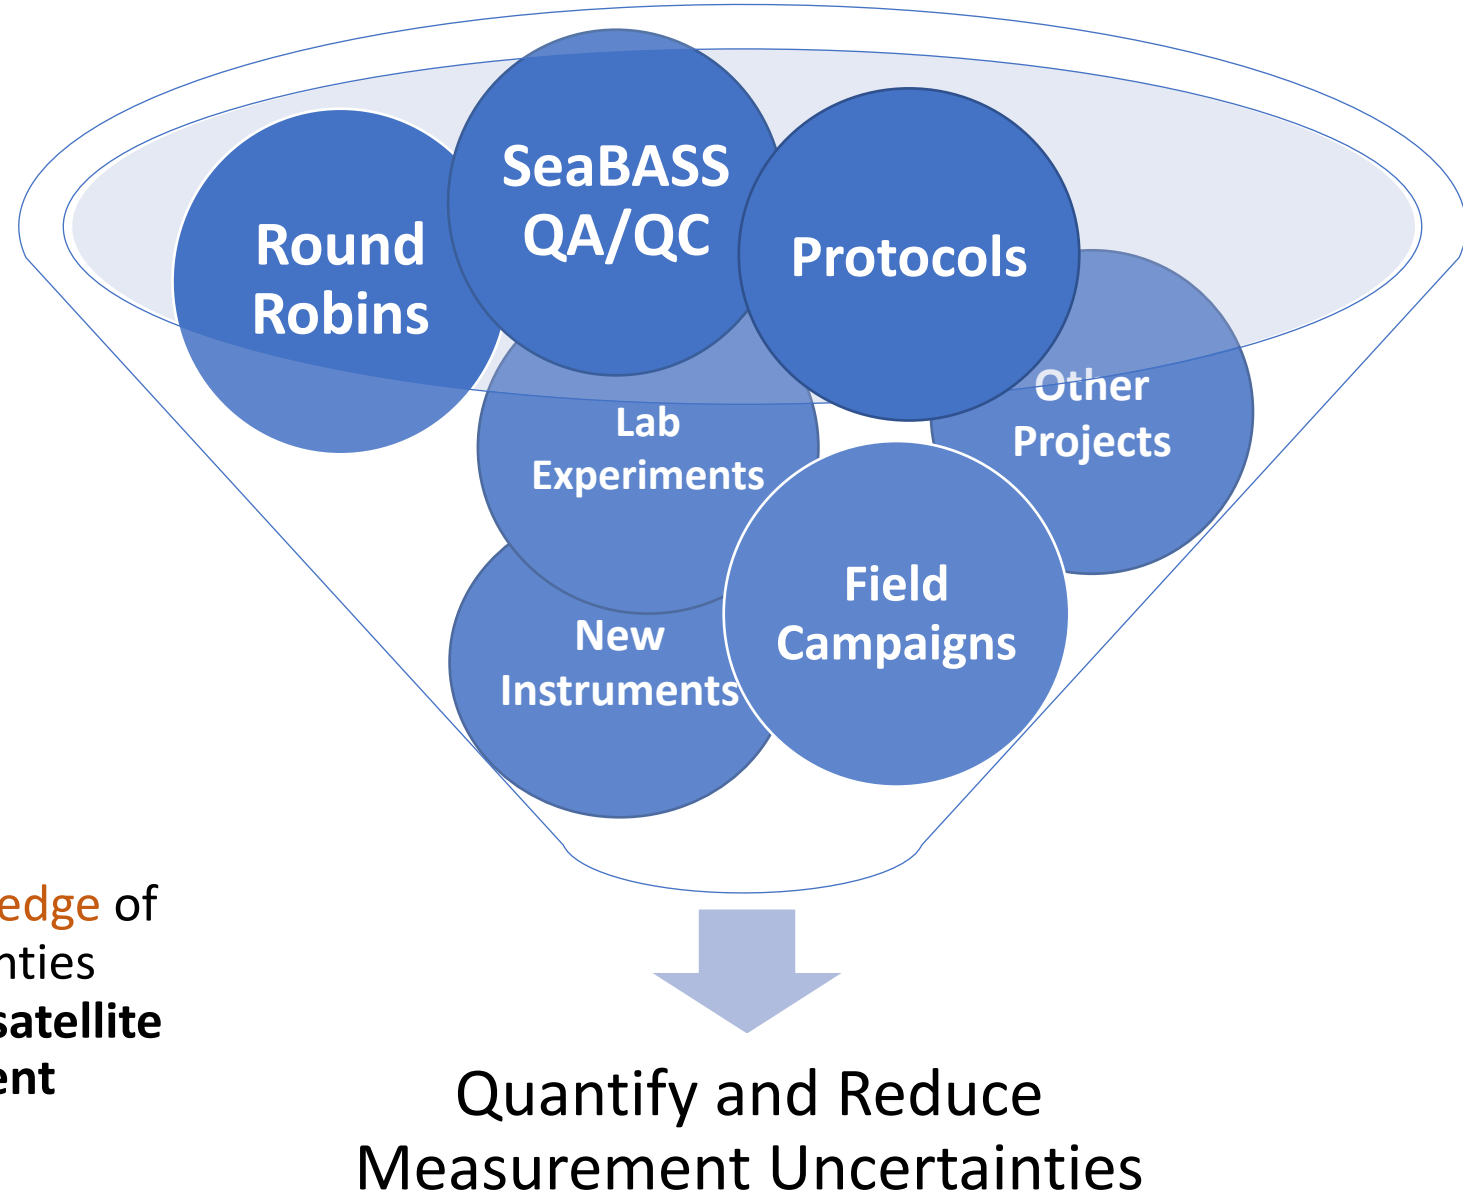 SeaBASS
QA/QC
Round
Robins
Protocols
Other
Projects
Lab
Experiments
Field
Campaigns
New
Instruments
edge of
nties
satellite
ent
Quantify and Reduce
Measurement Uncertainties